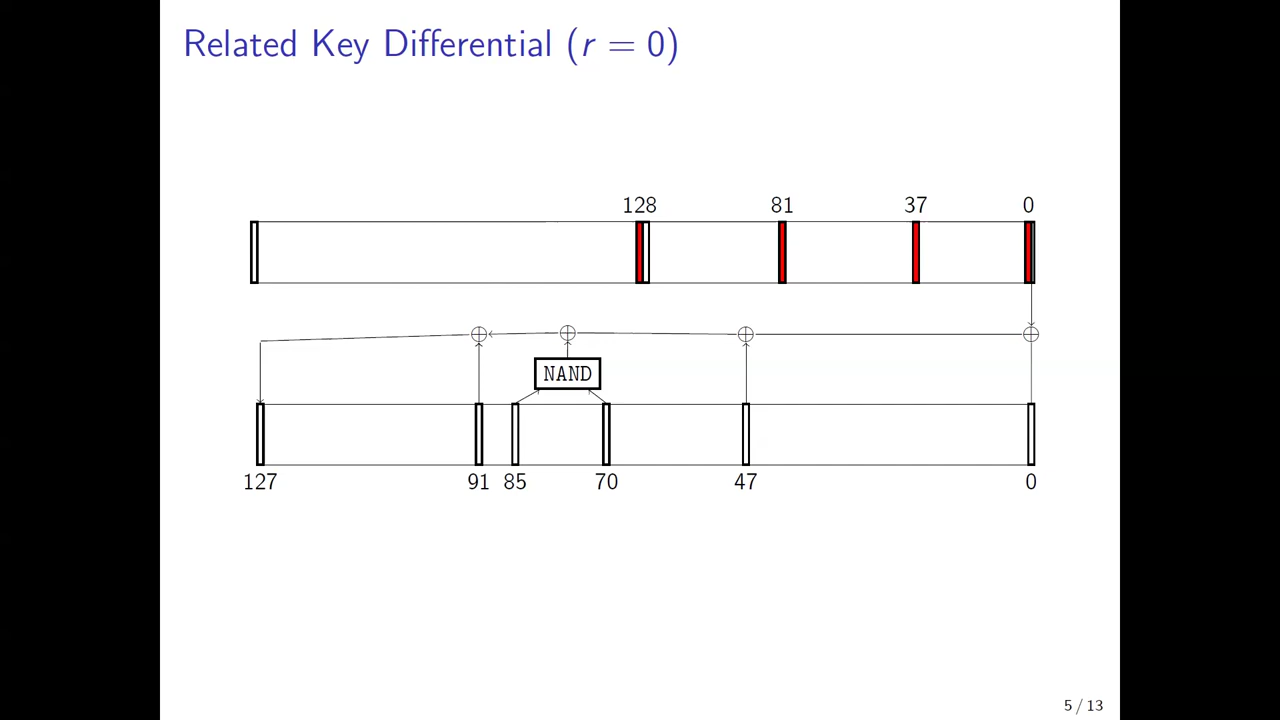 Related Key Differential (r = 0)
128 81 37 0
NAND
127 91 85 70 47 0
5 / 13